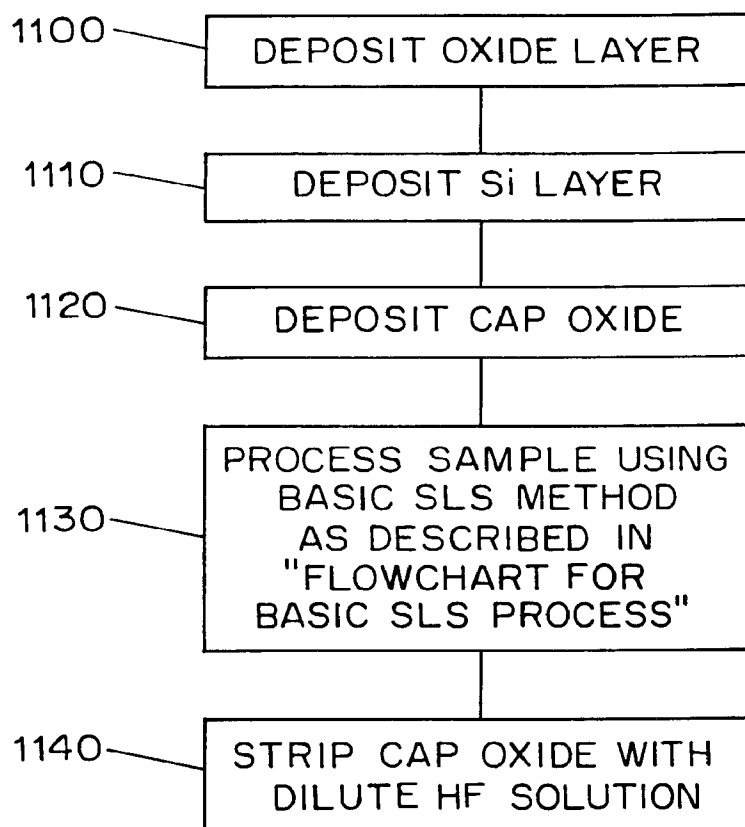 1100
DEPOSIT OXIDE LAYER
1110
DEPOSIT Si LAYER
1120
DEPOSIT CAP OXIDE
1130
PROCESS SAMPLE USING
BASIC SLS METHOD
AS DESCRIBED IN
"FLOWCHART FOR
BASIC SLS PROCESS"
1140
STRIP CAP OXIDE WITH
DILUTE HF SOLUTION